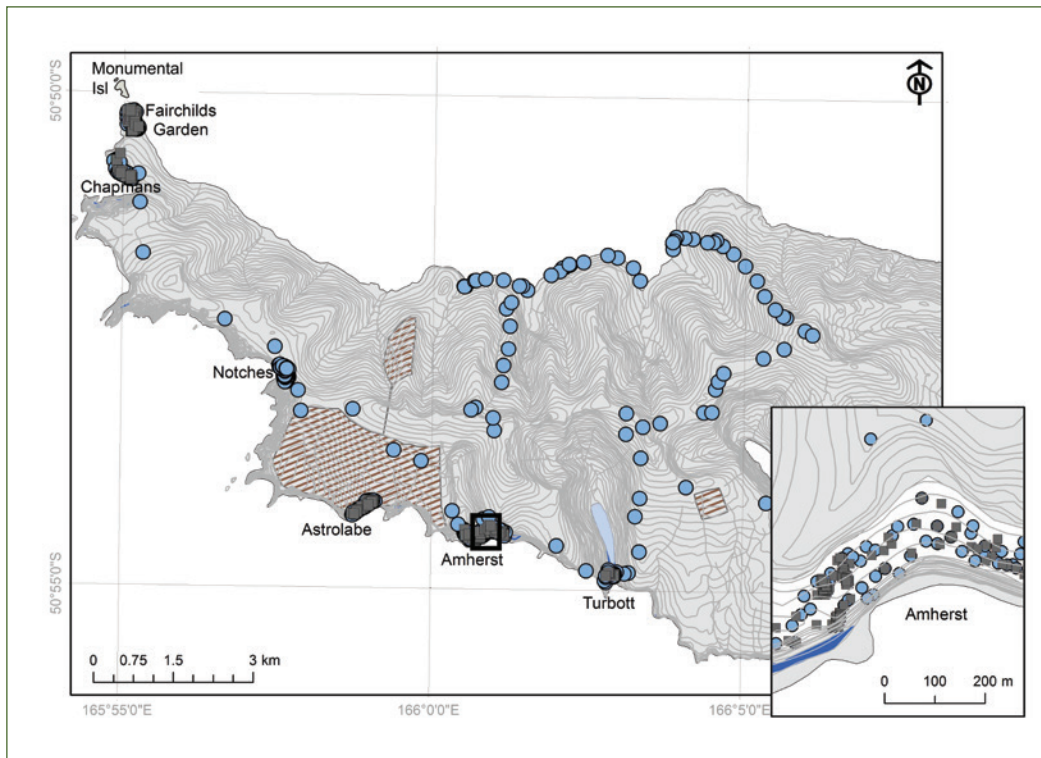 Monumental
Isl
Fairchilds
Garden
Chapmans
Notches
Astrolabe
Amherst
Turbott
N
50°50'0"S
50°55'0"S
0 0.75 1.5 3 km
165°55'0"E
166°0'0"E
166°5'0"E
Amherst
0 100 200 m